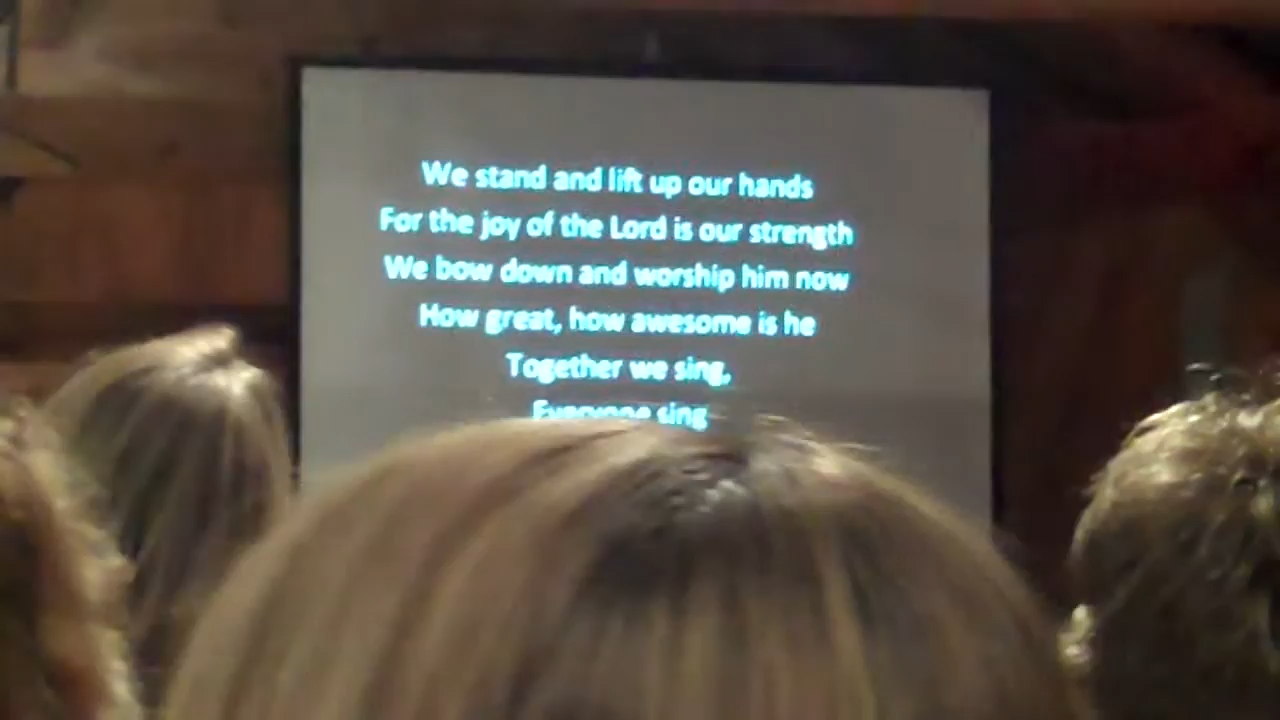 We stand and lift up our hands
For the joy of the Lord is our strength
We bow down and worship him now
How great, how awesome is he
Together we sing,
Everyone sing